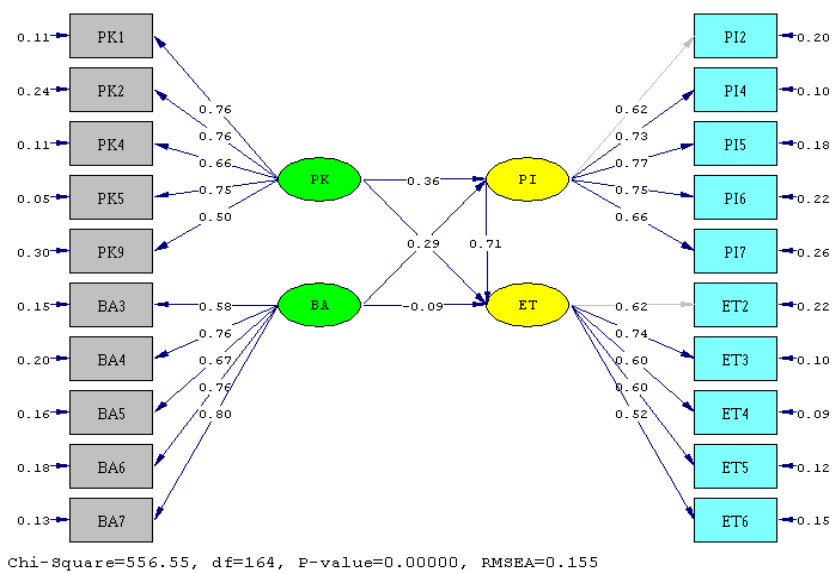 0.11 PK1 PI2 0.20
0.24 PK2 0.76 0.62 PI4 0.10
0.76 0.73
0.11 PK4 0.66 0.77 PI5 0.18
PK 0.36 PI
0.05 PK5 0.75 0.75 PI6 0.22
0.50 0.66
0.30 PK9 0.29 0.71 PI7 0.26
0.15 BA3 0.58 BA -0.09 ET 0.62 ET2 0.22
0.76 0.74
0.20 BA4 0.67 0.60 ET3 0.10
0.76 0.60
0.16 BA5 0.80 0.52 ET4 0.09
0.18 BA6 ET5 0.12
0.13 BA7 ET6 0.15
Chi-Square=556.55, df=164, P-value=0.00000, RMSEA=0.155